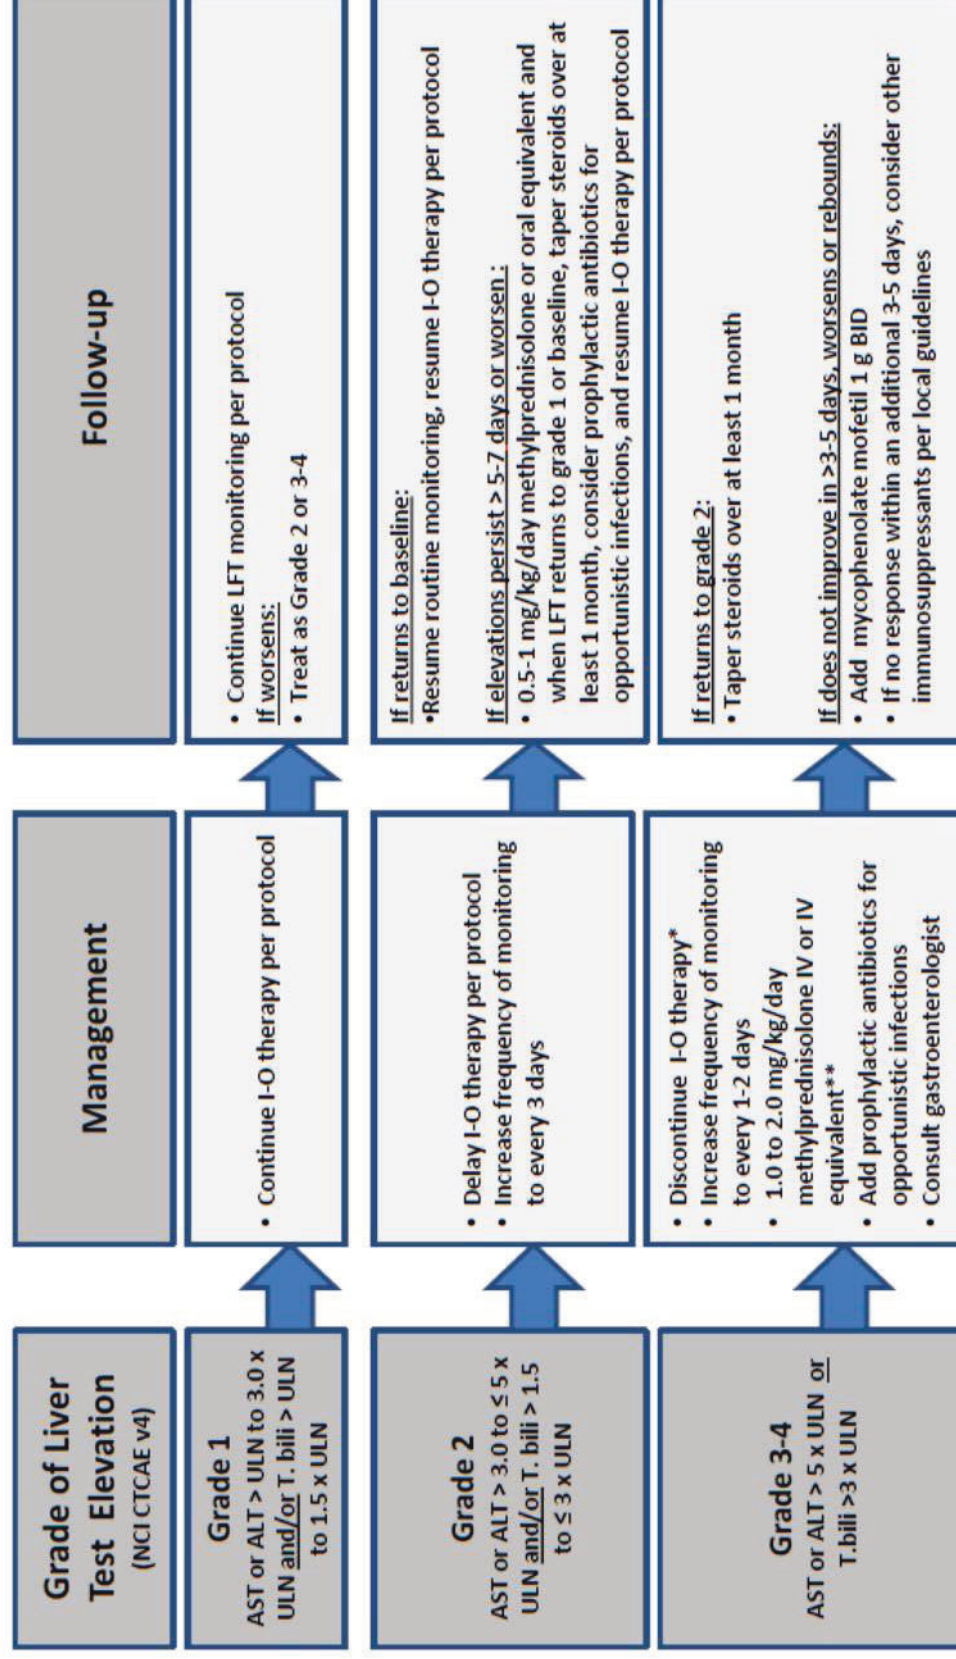 Grade of Liver
Test Elevation
(NCI CTCAE v4)
Management
Follow-up
Grade 1
AST or ALT > ULN to 3.0 x
ULN and/or T. bili > ULN
to 1.5 x ULN
• Continue I-O therapy per protocol
• Continue LFT monitoring per protocol
If worsens:
• Treat as Grade 2 or 3-4
Grade 2
AST or ALT > 3.0 to ≤ 5 x
ULN and/or T. bili > 1.5
to ≤ 3 x ULN
• Delay I-O therapy per protocol
• Increase frequency of monitoring
to every 3 days
If returns to baseline:
•Resume routine monitoring, resume I-O therapy per protocol
If elevations persist > 5-7 days or worsen :
• 0.5-1 mg/kg/day methylprednisolone or oral equivalent and
when LFT returns to grade 1 or baseline, taper steroids over at
least 1 month, consider prophylactic antibiotics for
opportunistic infections, and resume I-O therapy per protocol
Grade 3-4
AST or ALT > 5 x ULN or
T.bili >3 x ULN
• Discontinue I-O therapy*
• Increase frequency of monitoring
to every 1-2 days
• 1.0 to 2.0 mg/kg/day
methylprednisolone IV or IV
equivalent**
• Add prophylactic antibiotics for
opportunistic infections
• Consult gastroenterologist
If returns to grade 2:
• Taper steroids over at least 1 month
If does not improve in >3-5 days, worsens or rebounds:
• Add mycophenolate mofetil 1 g BID
• If no response within an additional 3-5 days, consider other
immunosuppressants per local guidelines